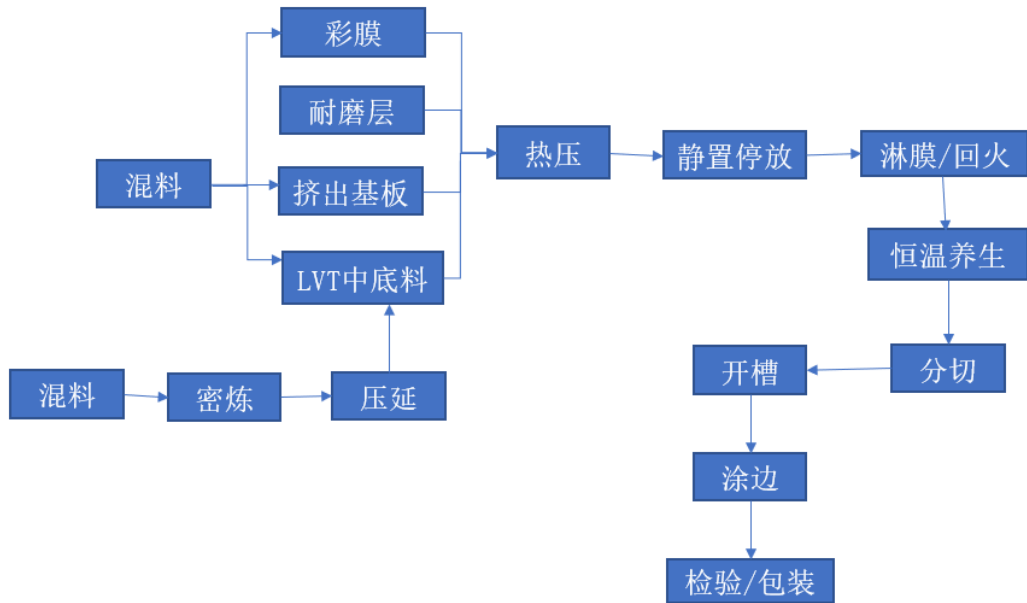 彩膜
耐磨层
混料
挤出基板
LVT中底料
热压
静置停放
淋膜/回火
恒温养生
混料
密炼
压延
开槽
分切
涂边
检验/包装